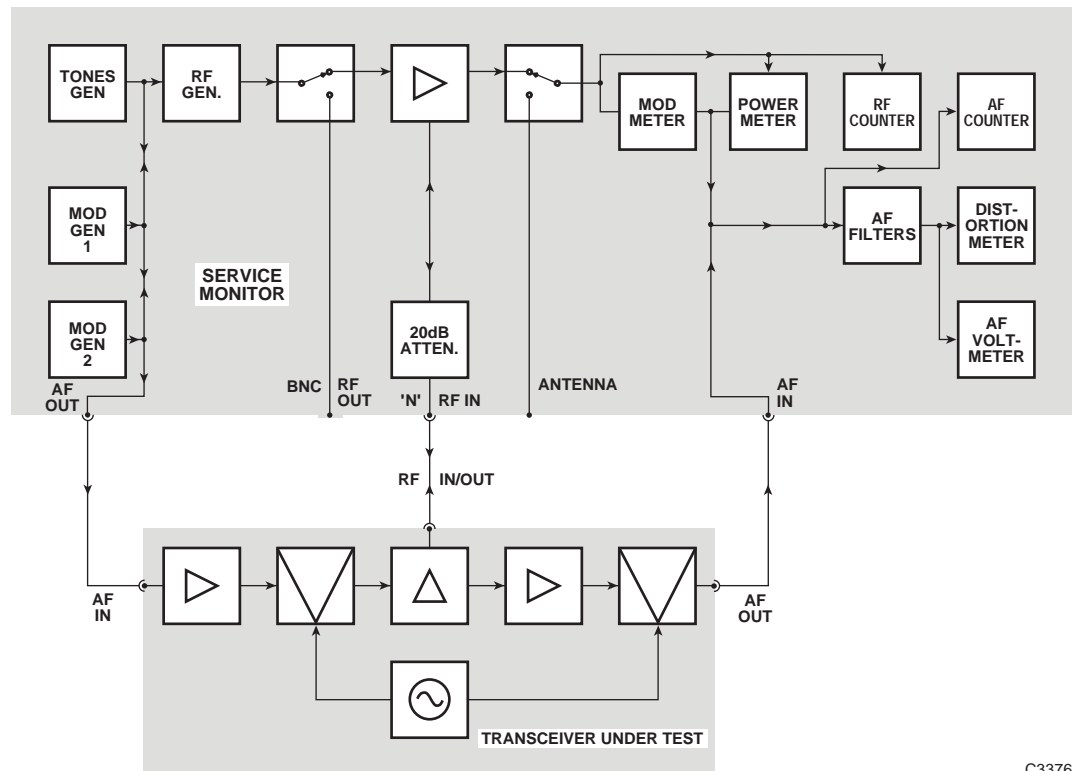 TONES
GEN
RF
GEN.
MOD
METER
POWER
METER
RF
COUNTER
AF
COUNTER
MOD
GEN
1
AF
FILTERS
DIST-
ORTION
METER
SERVICE
MONITOR
MOD
GEN
2
20dB
ATTEN.
AF
VOLT-
METER
AF
OUT
BNC
RF
OUT
'N'
RF IN
ANTENNA
AF
IN
RF
IN/OUT
AF
IN
AF
OUT
TRANSCEIVER UNDER TEST
C3376